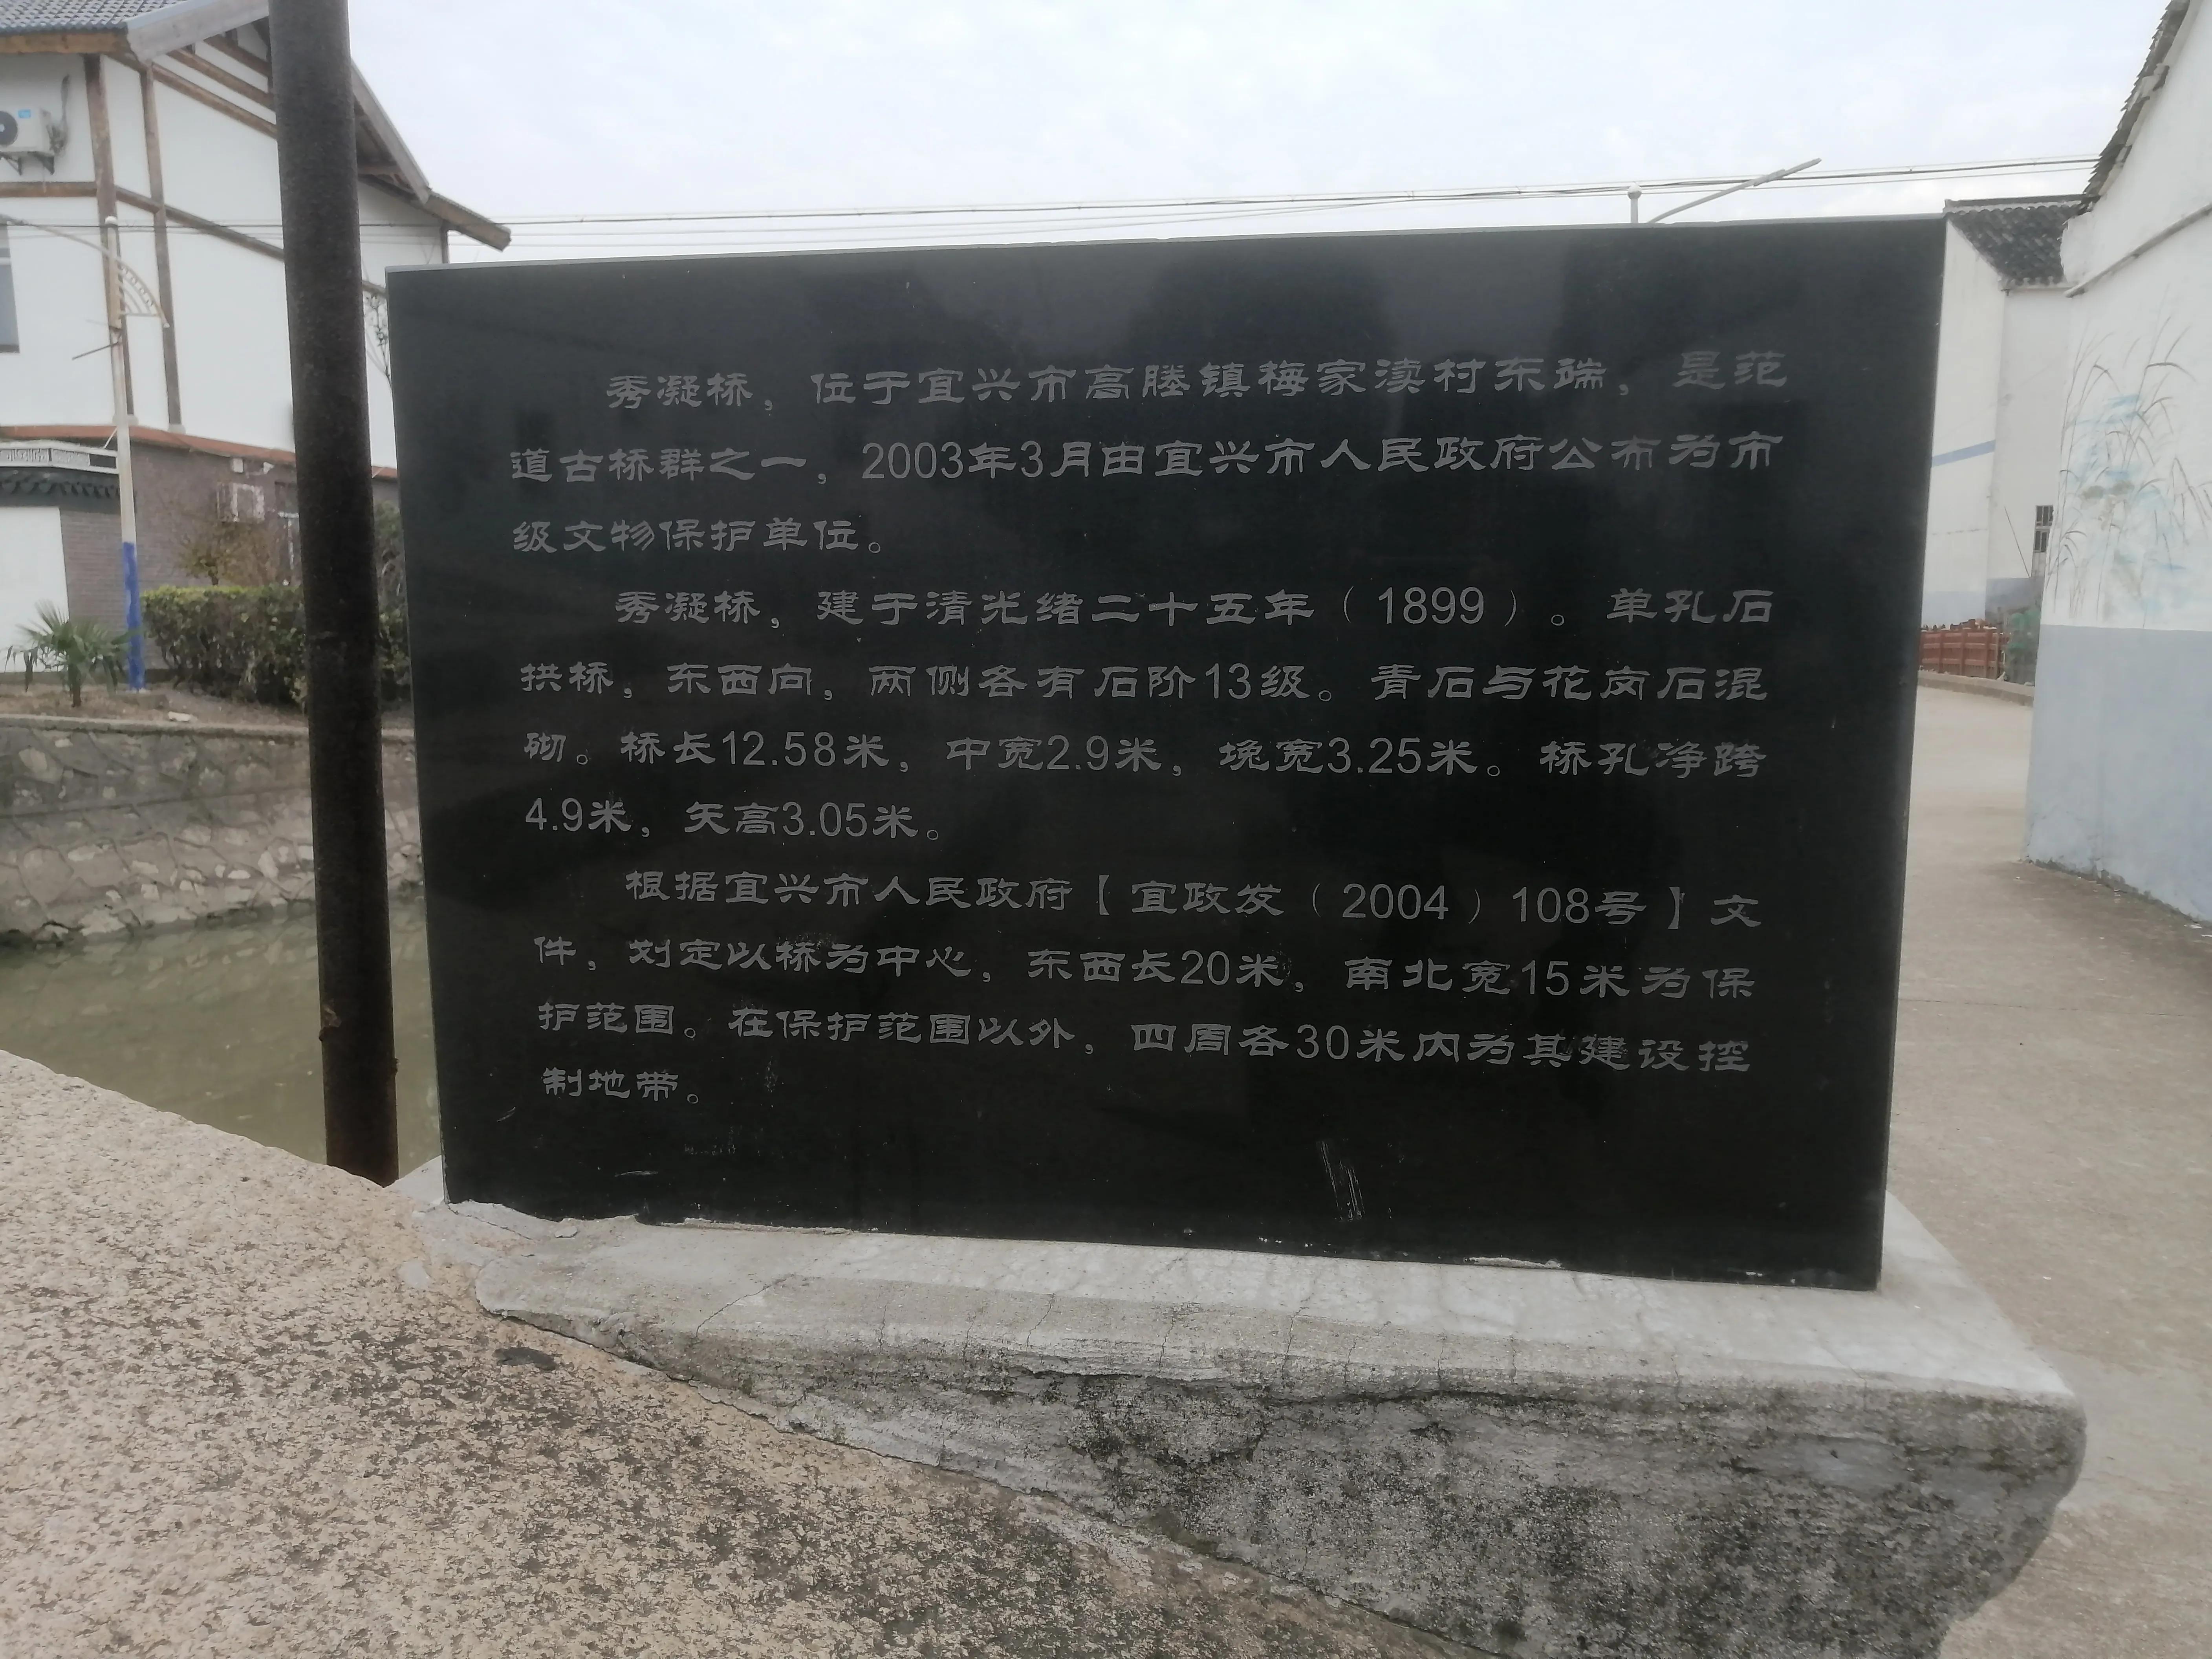 秀凝桥，位于宜兴市高塍镇梅家渎村东端，是范
道古桥群之一，2003年3月由宜兴市人民政府公布为市
级文物保护单位。
秀凝桥，建于清光绪二十五年（1899）。单孔石
拱桥，东西向，两侧各有石阶13级。青石与花岗石混
砌。桥长12.58米，中宽2.9米，堍宽3.25米。桥孔净跨
4.9米，矢高3.05米。
根据宜兴市人民政府【宜政发（2004）108号】文
件，划定以桥为中心，东西长20米，南北宽15米为保
护范围。在保护范围以外，四周各30米内为其建设控
制地带。